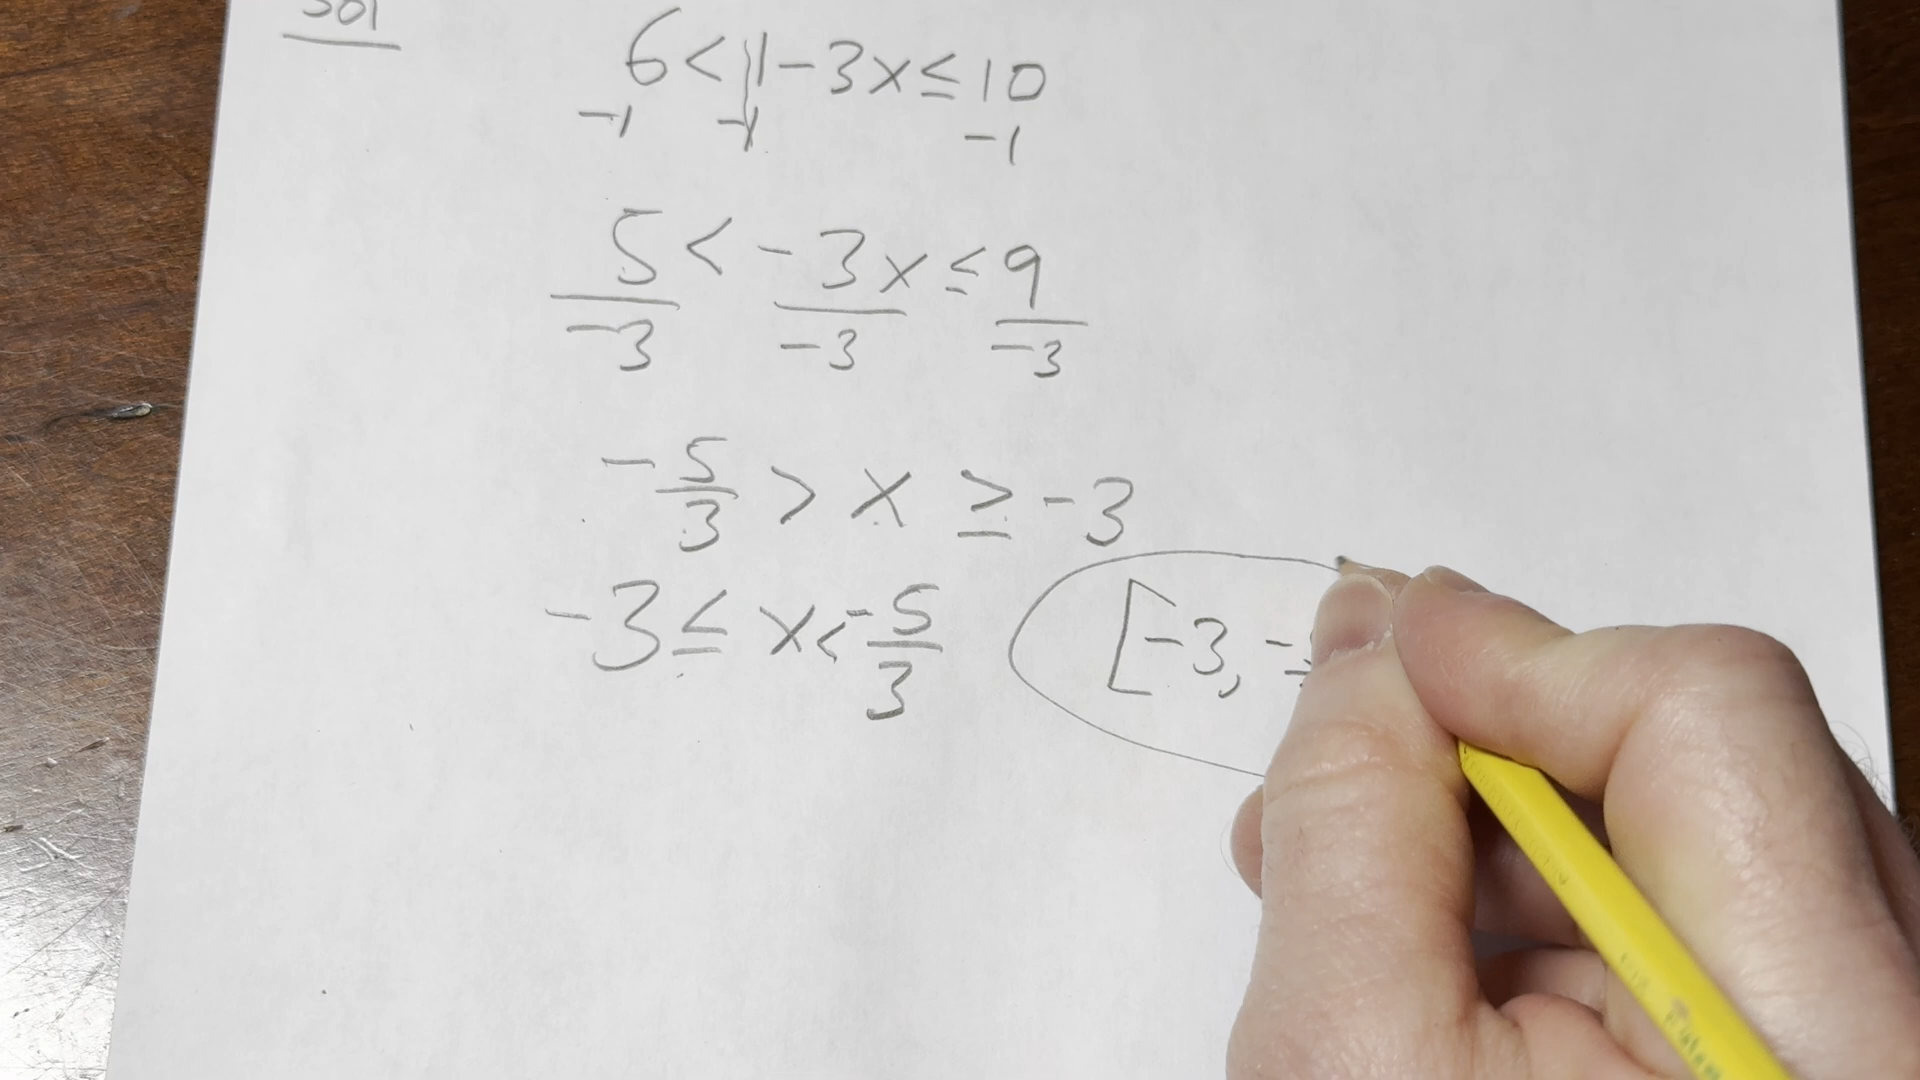 Sol
6 < 1 - 3x ≤ 10
-1 -1 -1
5 < -3x ≤ 9
-3 -3 -3
-5/3 > x ≥ -3
-3 ≤ x < -5/3
[-3, -